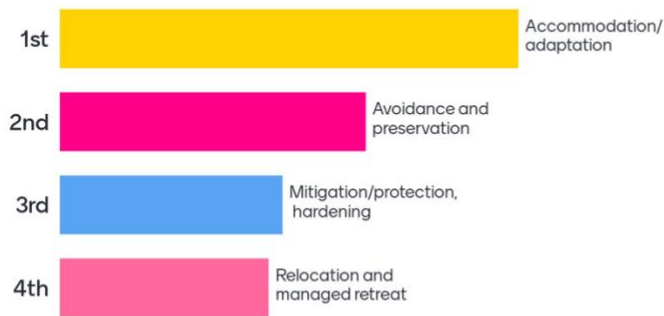 1st
Accommodation/
adaptation
2nd
Avoidance and
preservation
3rd
Mitigation/protection,
hardening
4th
Relocation and
managed retreat